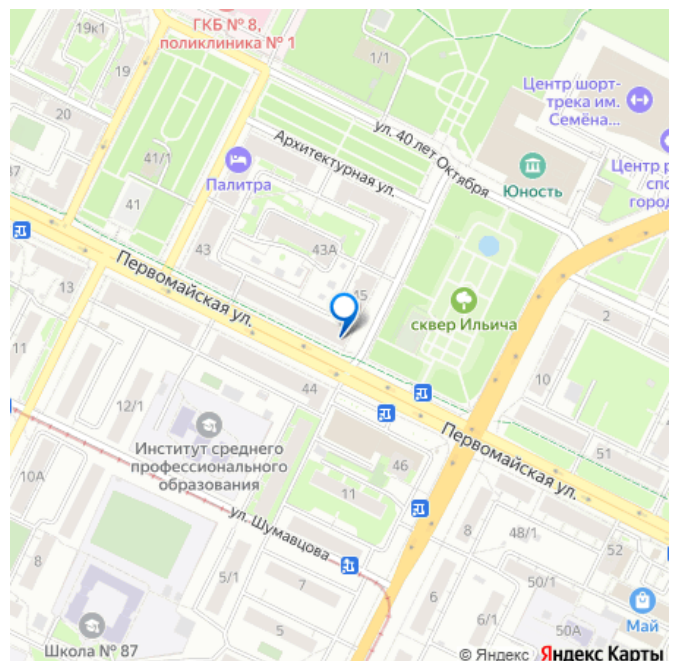 19к1
ГКБ № 8,
поликлиника № 1
1/1
19
Центр шорт-
трека им.
Семёна...
20
ул. 40 лет Октября
Архитектурная ул.
41/1
Палитра
Юность
Центр р
спо
город
37
41
43
43А
45
Первомайская ул.
сквер Ильича
13
2
11
44
10
12/1
Институт среднего
профессионального
образования
Первомайская ул.
51
46
10А
11
ул. Шумавцова
8
48/1
52
8
5/1
7
50/1
6
6/1
Май
5
50А
Школа № 87
© Яндекс Яндекс Карты